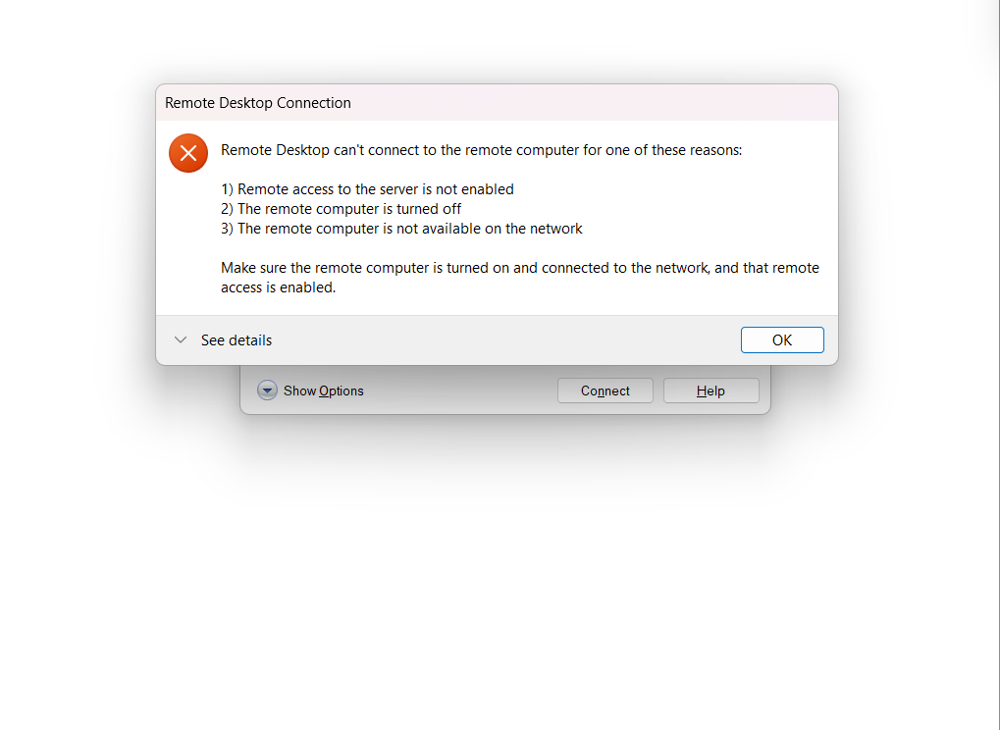 Remote Desktop Connection
Remote Desktop can't connect to the remote computer for one of these reasons:
1) Remote access to the server is not enabled
2) The remote computer is turned off
3) The remote computer is not available on the network
Make sure the remote computer is turned on and connected to the network, and that remote
access is enabled.
See details
OK
Show Options
Connect
Help